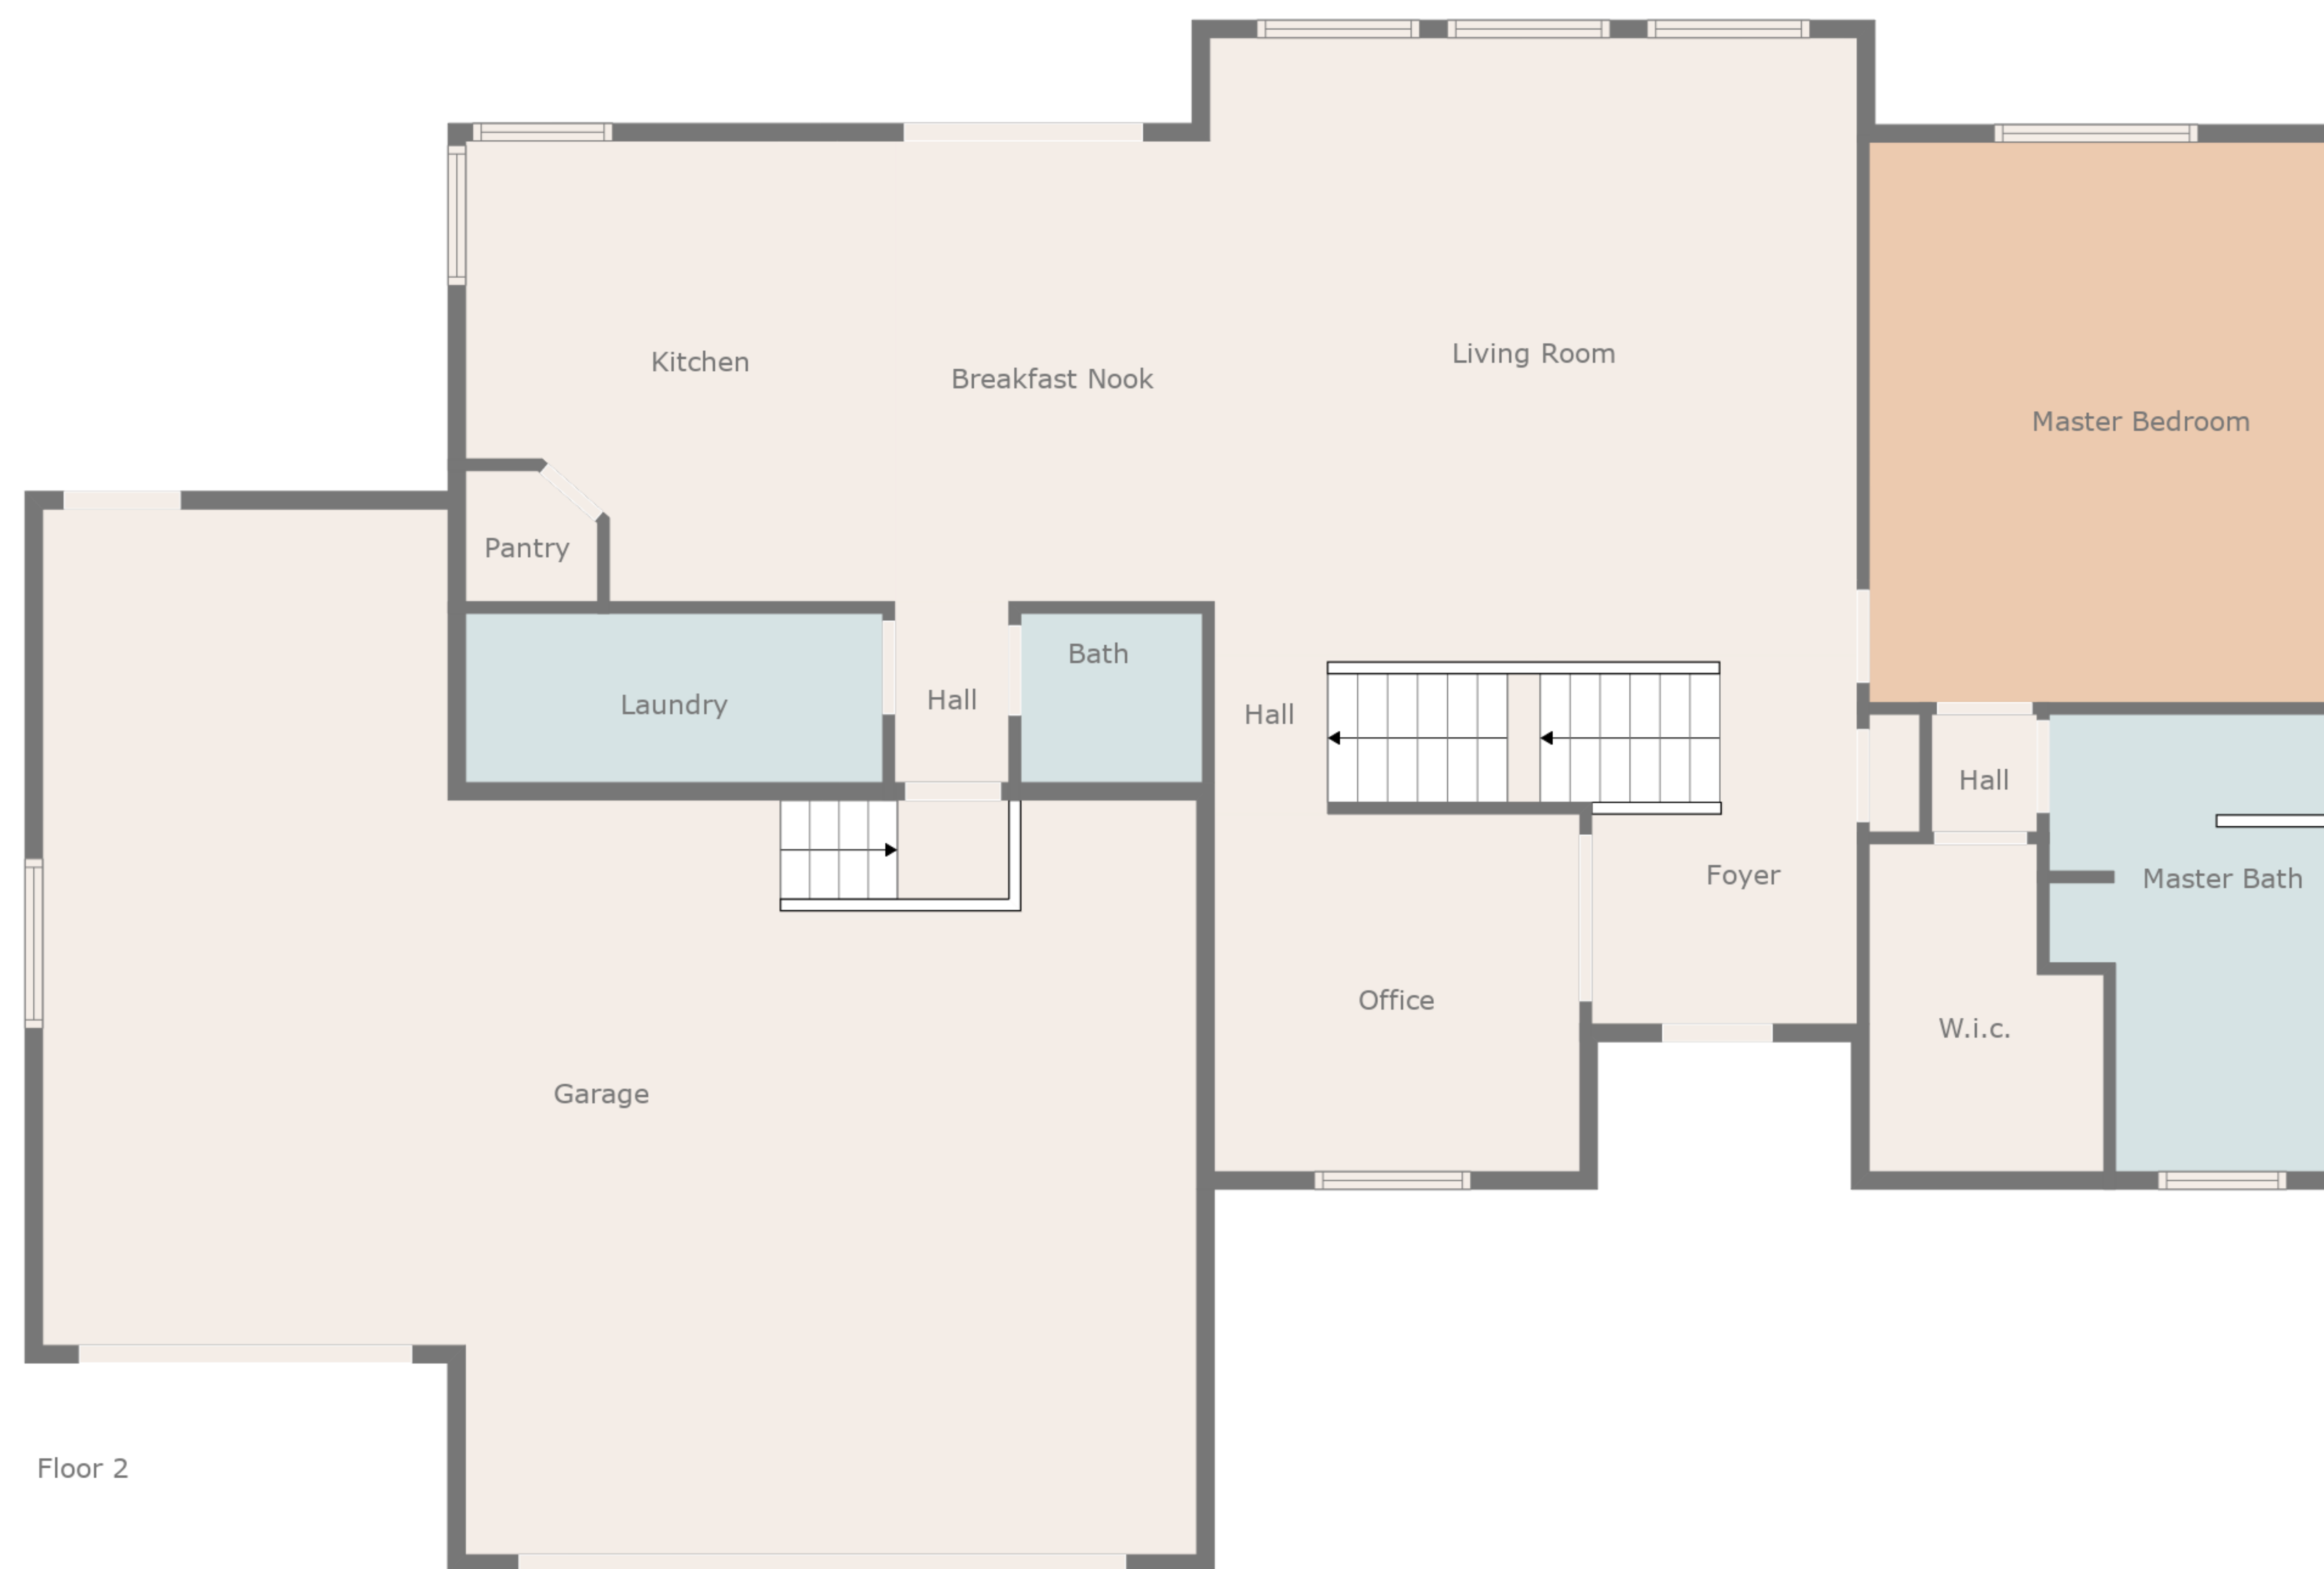 Living Room
Kitchen
Breakfast Nook
Master Bedroom
Pantry
Bath
Laundry
Hall
Hall
Hall
Foyer
Master Bath
Office
W.i.c.
Garage
Floor 2